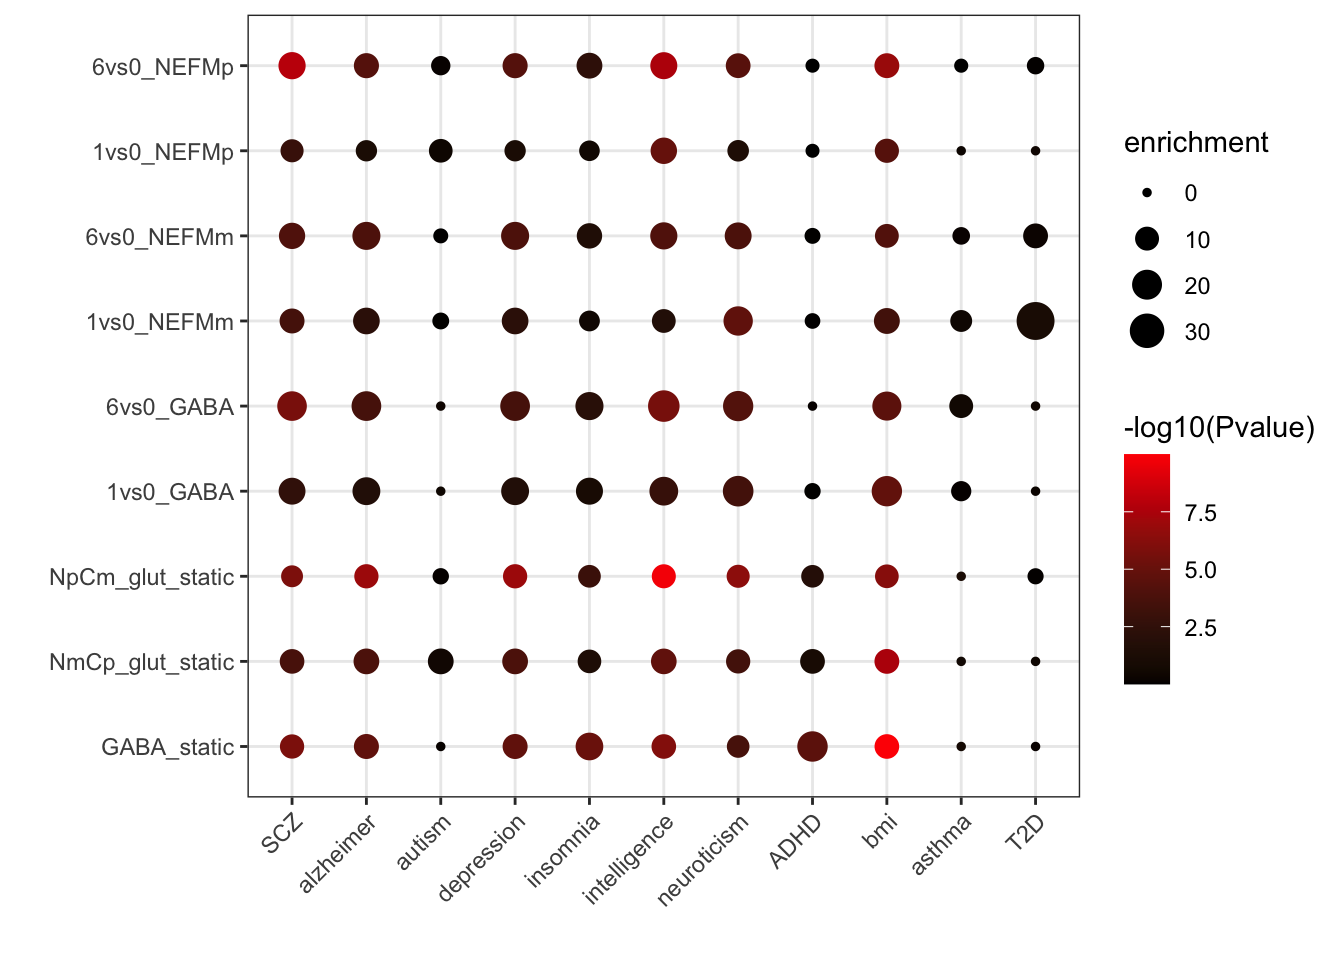 6vs0_NEFMp
1vs0_NEFMp
6vs0_NEFMm
1vs0_NEFMm
6vs0_GABA
1vs0_GABA
NpCm_glut_static
NmCp_glut_static
GABA_static
SCZ
alzheimer
autism
depression
insomnia
intelligence
neuroticism
ADHD
bmi
asthma
T2D
enrichment
0
10
20
30
-log10(Pvalue)
7.5
5.0
2.5